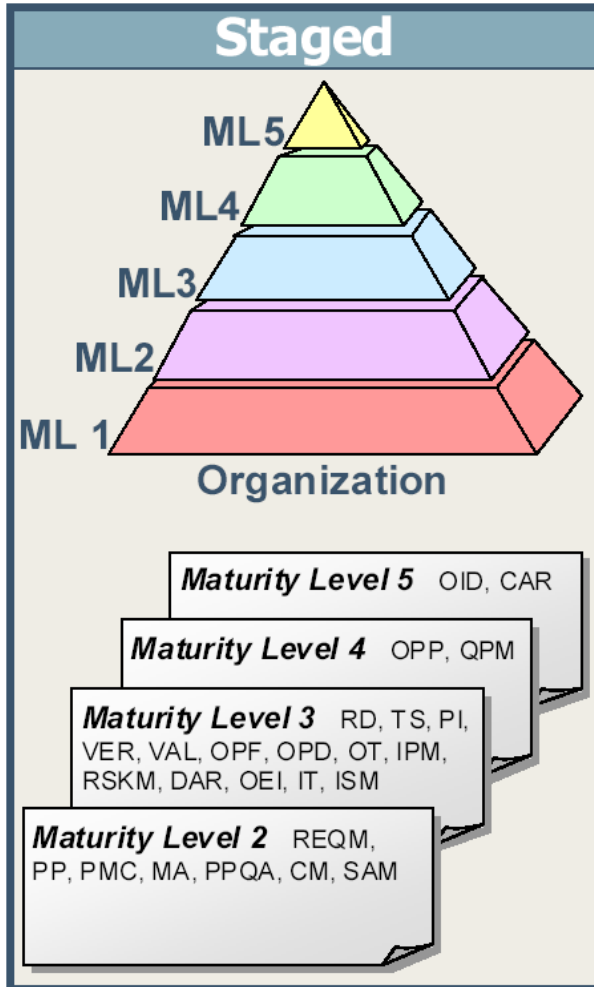 Staged
ML5
ML4
ML3
ML2
ML 1
Organization
Maturity Level 5 OID, CAR
Maturity Level 4 OPP, QPM
Maturity Level 3 RD, TS, PI,
VER, VAL, OPF, OPD, OT, IPM,
RSKM, DAR, OEI, IT, ISM
Maturity Level 2 REQM,
PP, PMC, MA, PPQA, CM, SAM